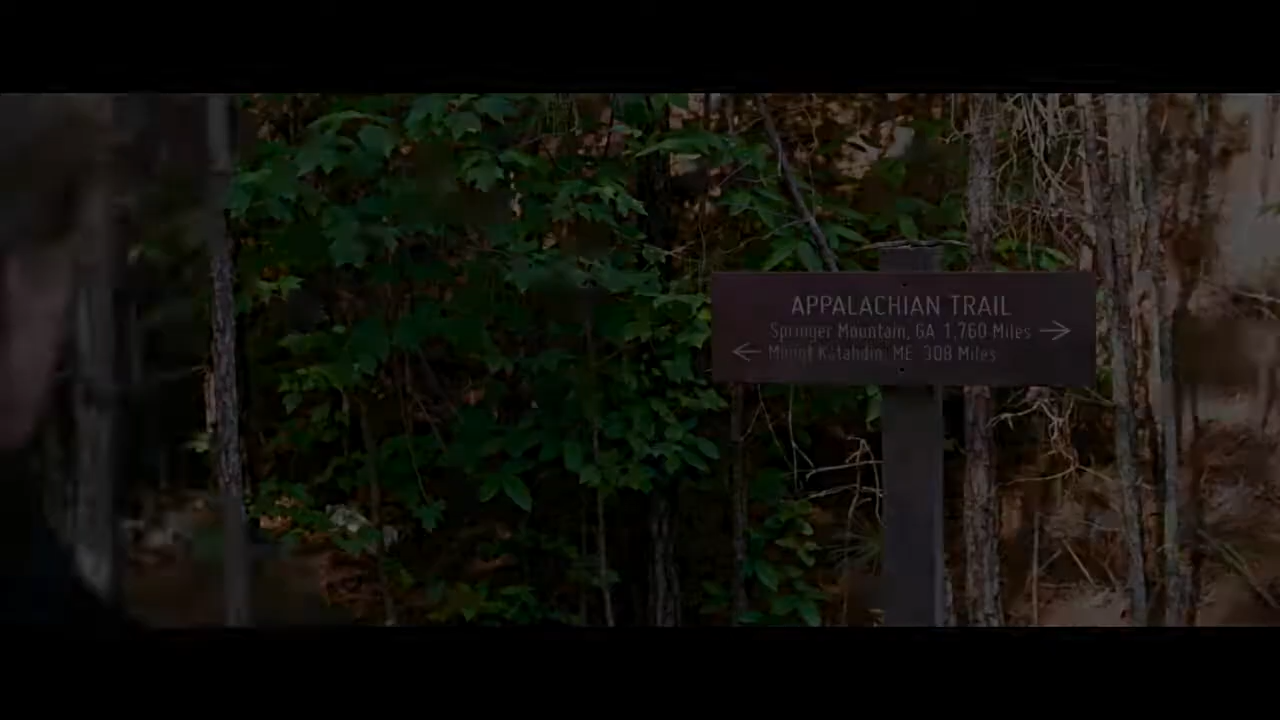 APPALACHIAN TRAIL
Springer Mountain, GA 1,760 Miles →
← Mount Katahdin, ME 308 Miles